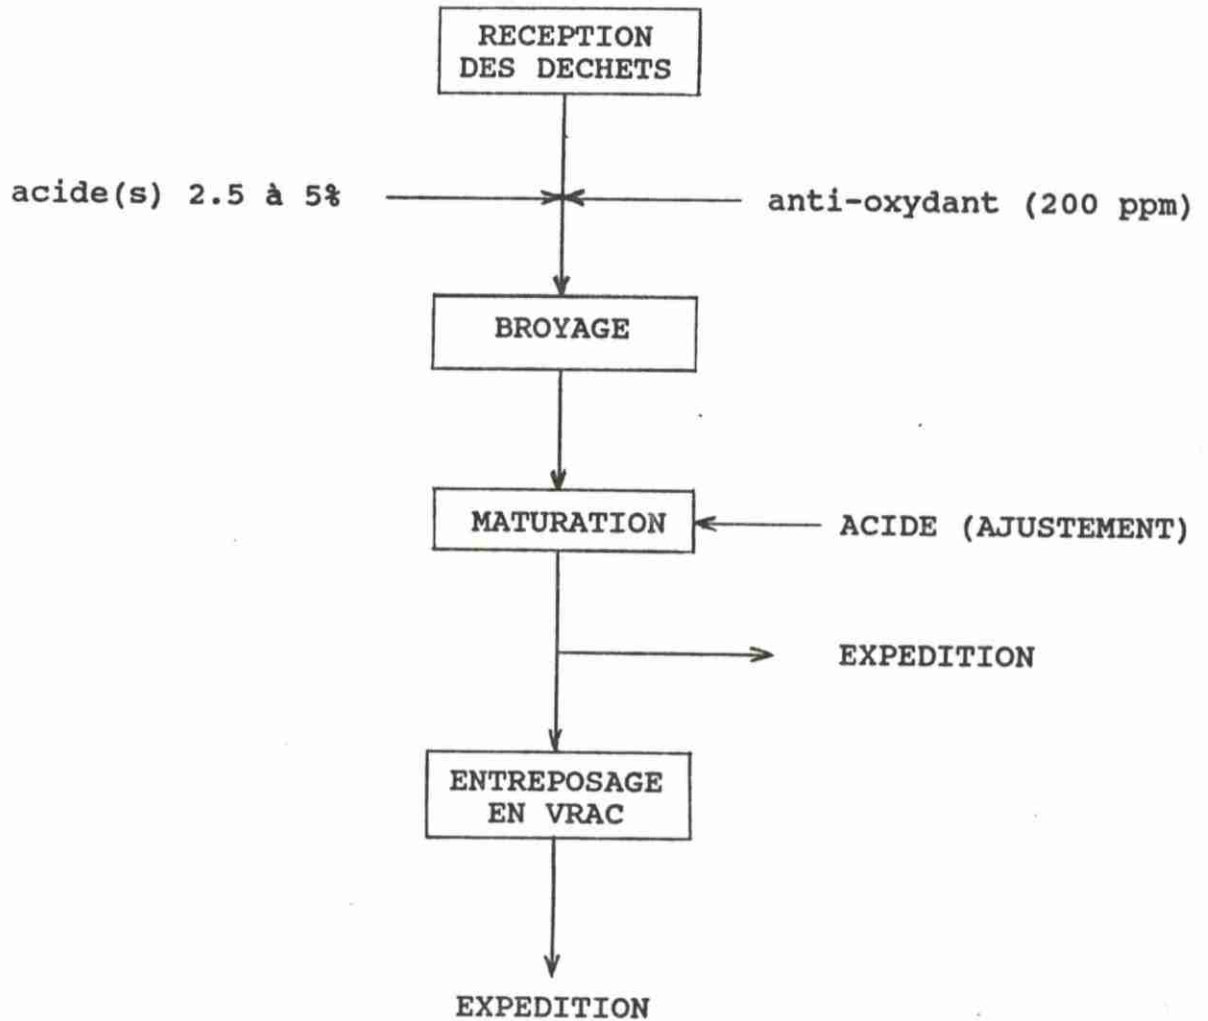 RECEPTION
DES DECHETS
acide(s) 2.5 à 5%
anti-oxydant (200 ppm)
BROYAGE
MATURATION
ACIDE (AJUSTEMENT)
EXPEDITION
ENTREPOSAGE
EN VRAC
EXPEDITION